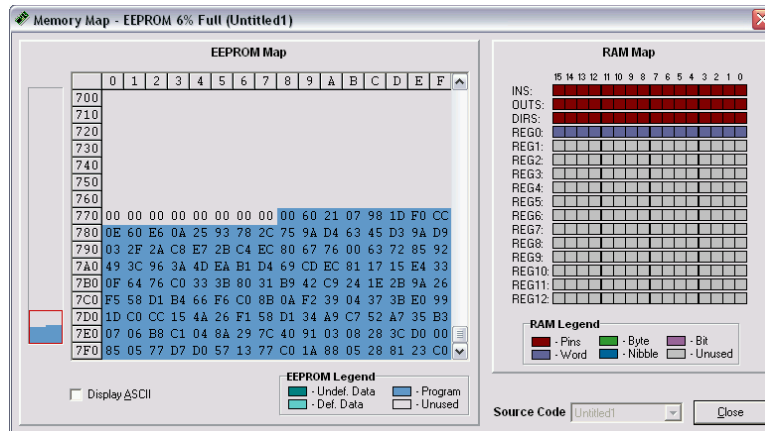 Memory Map - EEPROM 6% Full (Untitled1)
EEPROM Map
0 1 2 3 4 5 6 7 8 9 A B C D E F
700
710
720
730
740
750
760
770 00 00 00 00 00 00 00 00 00 60 21 07 98 1D F0 CC
780 0E 60 E6 0A 25 93 78 2C 75 9A D4 63 45 D3 9A D9
790 03 2F 2A C8 E7 2B C4 EC 80 67 76 00 63 72 85 92
7A0 49 3C 96 3A 4D EA B1 D4 69 CD EC 81 17 15 E4 33
7B0 0F 64 76 C0 33 3B 80 31 B9 42 C9 24 1E 2B 9A 26
7C0 F5 58 D1 B4 66 F6 C0 8B 0A F2 39 04 37 3B E0 99
7D0 1D C0 CC 15 4A 26 F1 58 D1 34 A9 C7 52 A7 35 B3
7E0 07 06 B8 C1 04 8A 29 7C 40 91 03 08 28 3C D0 00
7F0 85 05 77 D7 D0 57 13 77 C0 1A 88 05 28 81 23 C0
Display ASCII
EEPROM Legend
- Undef. Data - Program
- Def. Data - Unused
RAM Map
15 14 13 12 11 10 9 8 7 6 5 4 3 2 1 0
INS:
OUTS:
DIRS:
REG0:
REG1:
REG2:
REG3:
REG4:
REG5:
REG6:
REG7:
REG8:
REG9:
REG10:
REG11:
REG12:
RAM Legend
- Pins - Byte - Bit
- Word - Nibble - Unused
Source Code Untitled1 Close